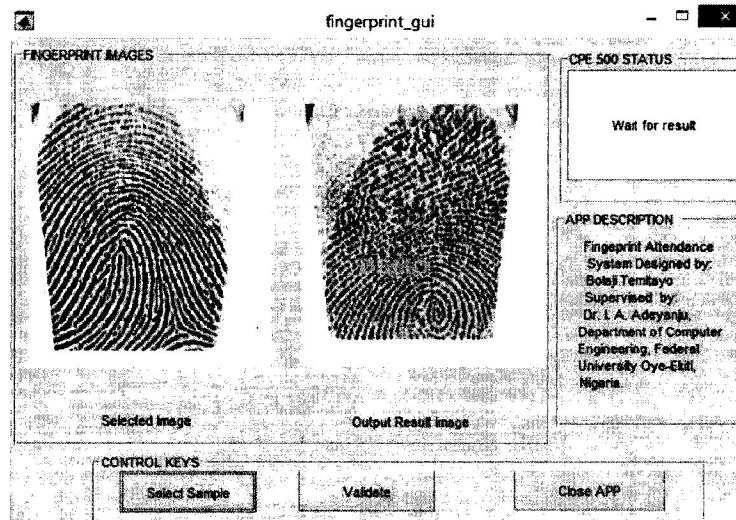 fingerprint_gui
FINGERPRINT IMAGES
Selected Image
Output Result Image
CPE 500 STATUS
Wait for result
APP DESCRIPTION
Fingeprint Attendance
System Designed by:
Bolaji Temitayo
Supervised by:
Dr. I. A. Adeyanju,
Department of Computer
Engineering, Federal
University Oye-Ekiti,
Nigeria.
CONTROL KEYS
Select Sample
Validate
Close APP